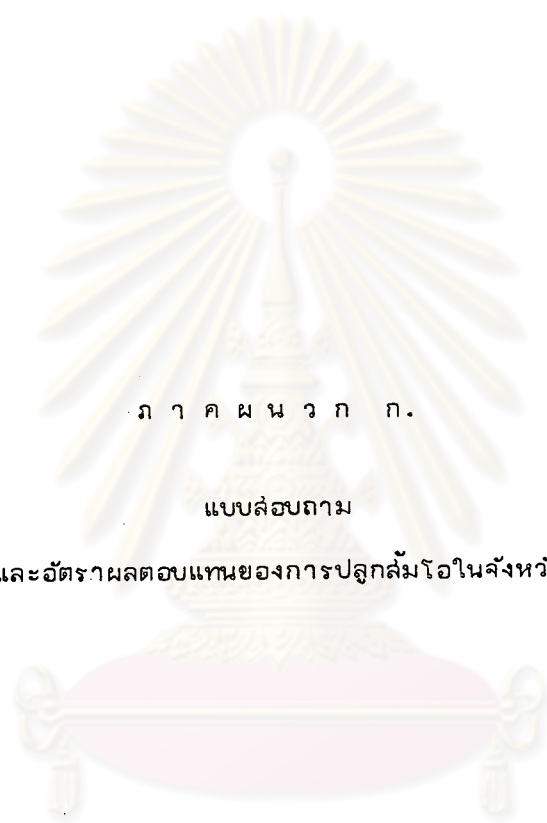 ภ า ค ผ น ว ก ก.
แบบสอบถาม
และอัตราผลตอบแทนของการปลูกส้มโอในจังหวั